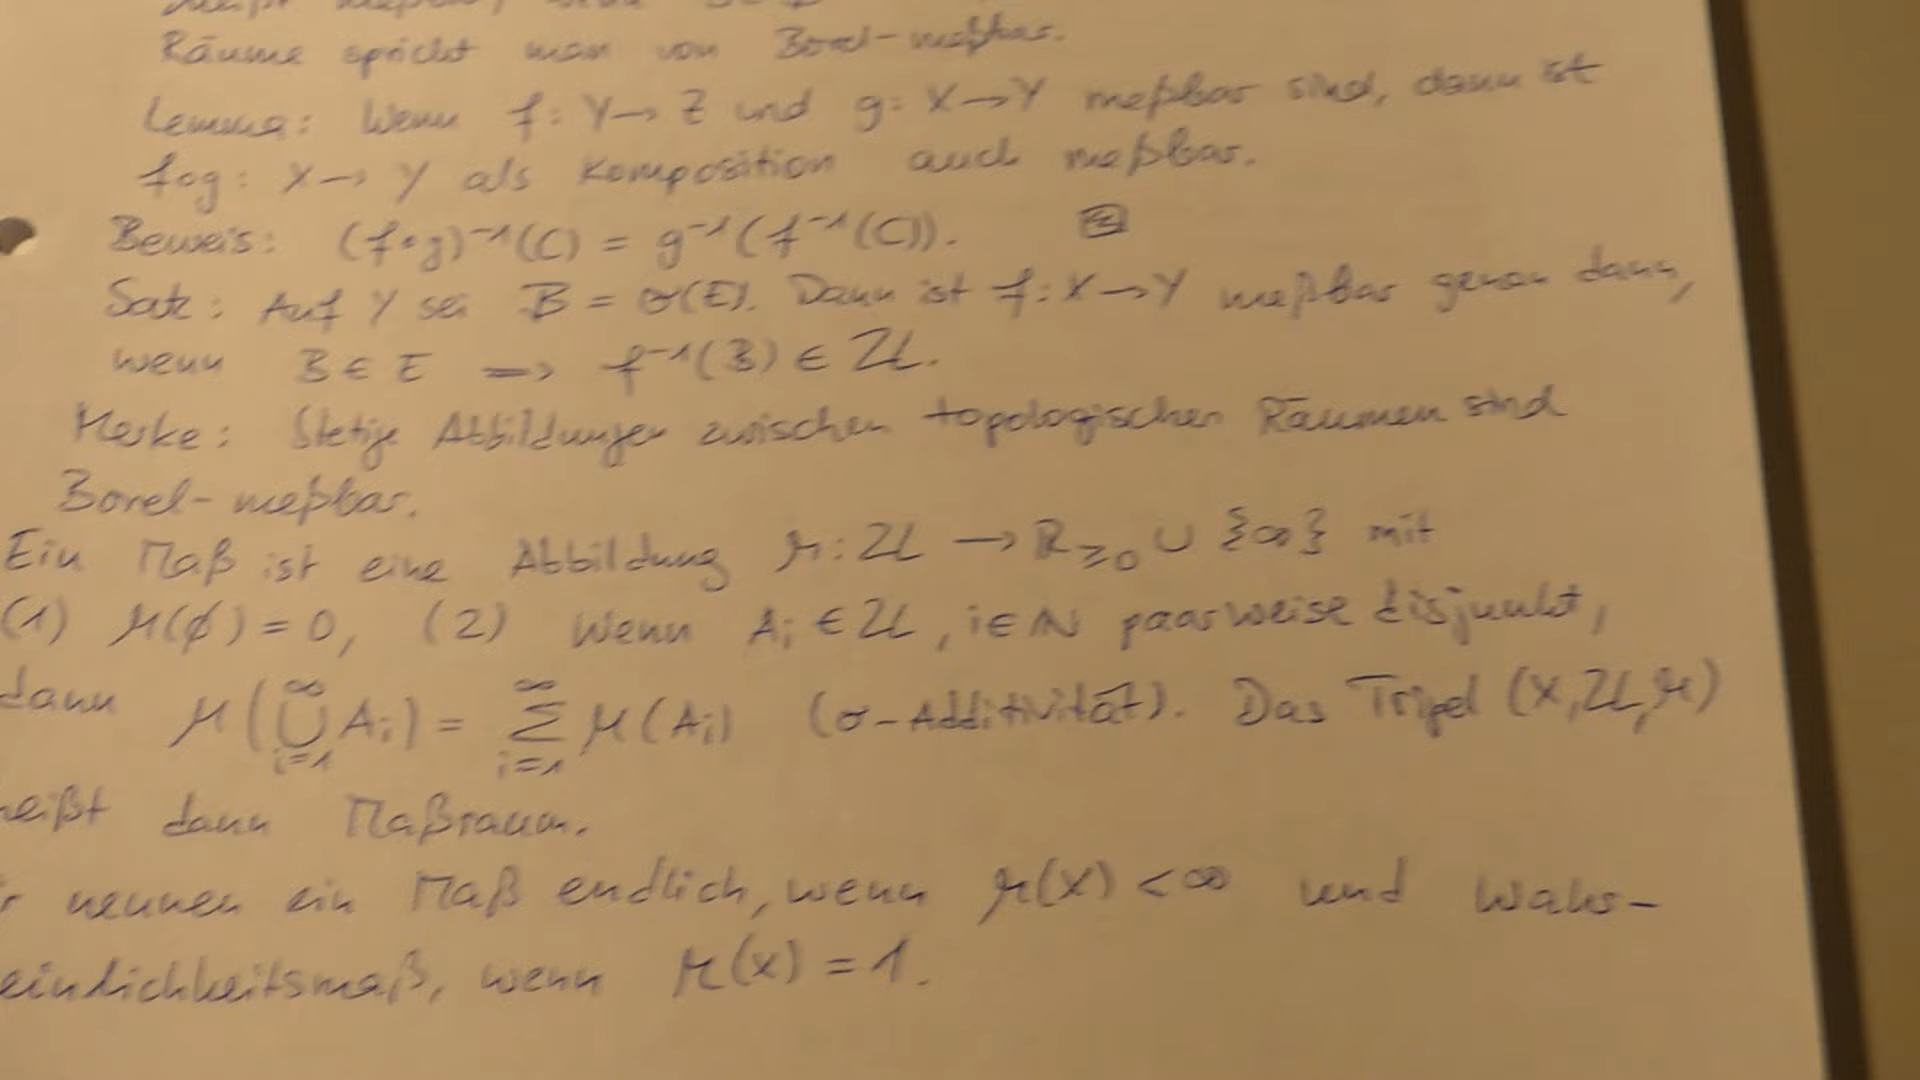 Räume spricht man von Borel-meßbar.
Lemma: Wenn f: Y→ Z und g: X→Y meßbar sind, dann ist
f∘g: X→ Y als Komposition auch meßbar.
Beweis: (f∘g)⁻¹(C) = g⁻¹(f⁻¹(C)).
Satz: Auf Y sei B = σ(E). Dann ist f: X→Y meßbar genau dann,
wenn B ∈ E ⟹ f⁻¹(B) ∈ 𝔄.
Merke: Stetige Abbildungen zwischen topologischen Räumen sind
Borel-meßbar.
Ein Maß ist eine Abbildung μ: 𝔄 → ℝ≥0 ∪ {∞} mit
(1) μ(∅) = 0, (2) Wenn Aᵢ ∈ 𝔄, i∈ℕ paarweise disjunkt,
dann μ(⋃_{i=1}^∞ Aᵢ) = ∑_{i=1}^∞ μ(Aᵢ) (σ-Additivität). Das Tripel (X,𝔄,μ)
heißt dann Maßraum.
r nennen ein Maß endlich, wenn μ(X) < ∞ und Wahr-
einlichkeitsmaß, wenn μ(X) = 1.